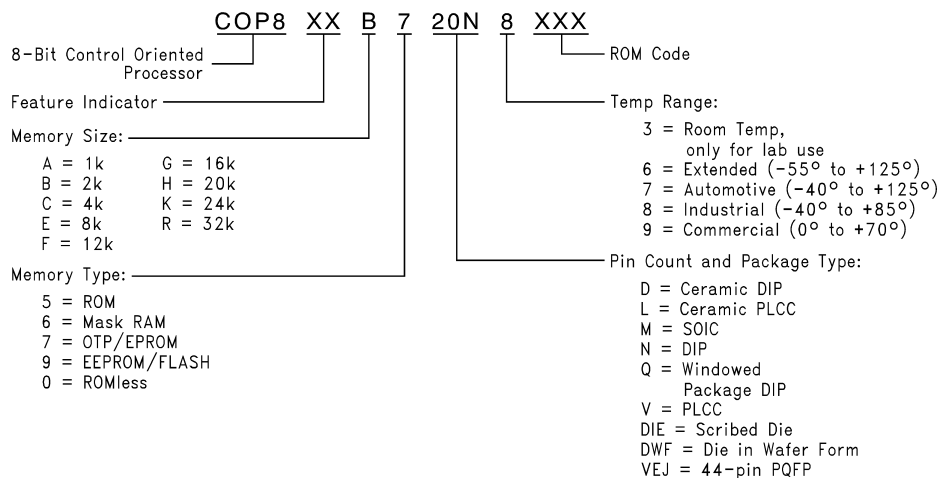 COP8 XX B 7 20N 8 XXX
8-Bit Control Oriented
Processor
Feature Indicator
Memory Size:
A = 1k G = 16k
B = 2k H = 20k
C = 4k K = 24k
E = 8k R = 32k
F = 12k
Memory Type:
5 = ROM
6 = Mask RAM
7 = OTP/EPROM
9 = EEPROM/FLASH
0 = ROMless
ROM Code
Temp Range:
3 = Room Temp,
only for lab use
6 = Extended (-55° to +125°)
7 = Automotive (-40° to +125°)
8 = Industrial (-40° to +85°)
9 = Commercial (0° to +70°)
Pin Count and Package Type:
D = Ceramic DIP
L = Ceramic PLCC
M = SOIC
N = DIP
Q = Windowed
Package DIP
V = PLCC
DIE = Scribed Die
DWF = Die in Wafer Form
VEJ = 44-pin PQFP